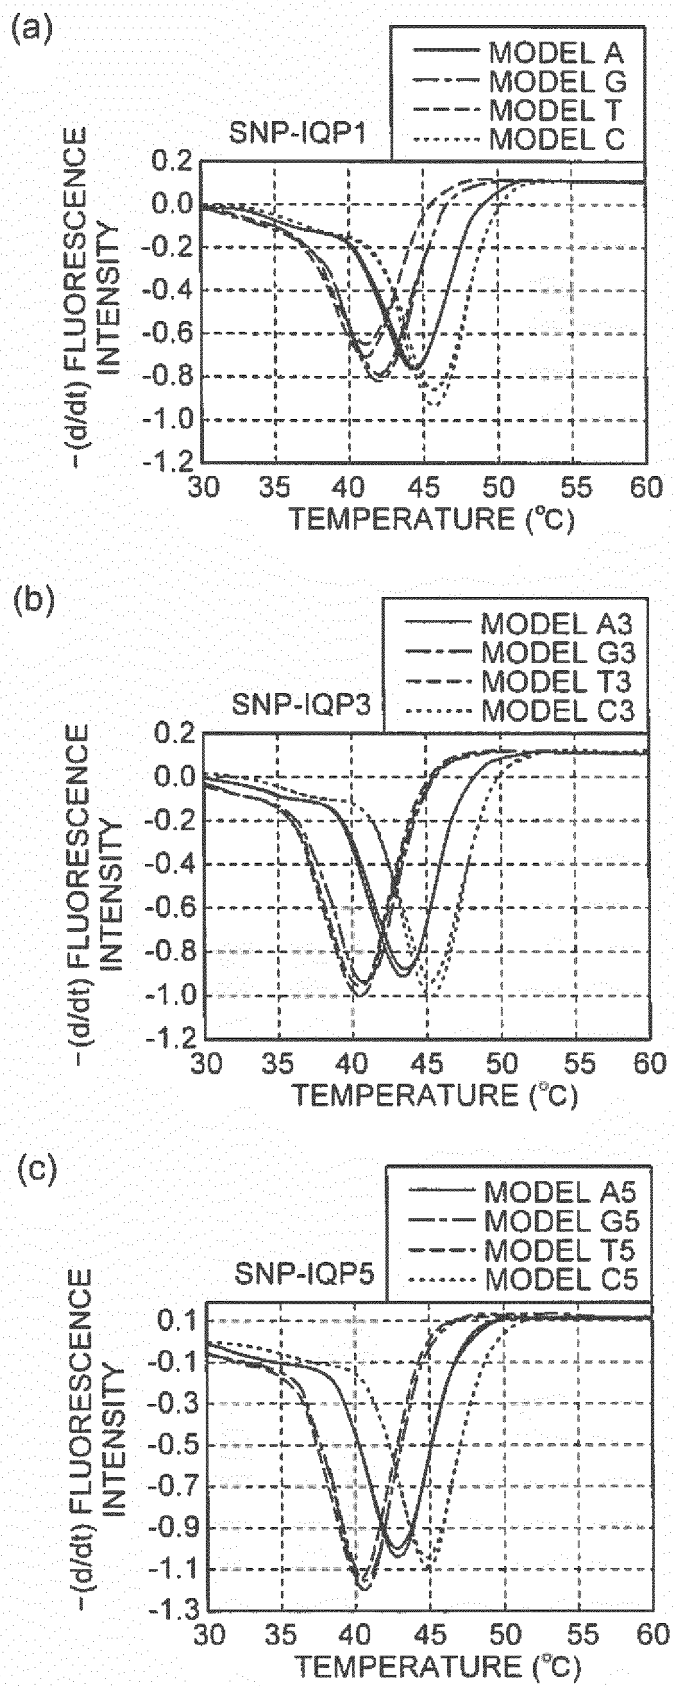 (a)
MODEL A
MODEL G
MODEL T
MODEL C
SNP-IQP1
−(d/dt) FLUORESCENCE
INTENSITY
0.2
0.0
-0.2
-0.4
-0.6
-0.8
-1.0
-1.2
30 35 40 45 50 55 60
TEMPERATURE (°C)
(b)
MODEL A3
MODEL G3
MODEL T3
MODEL C3
SNP-IQP3
−(d/dt) FLUORESCENCE
INTENSITY
0.2
0.0
-0.2
-0.4
-0.6
-0.8
-1.0
-1.2
30 35 40 45 50 55 60
TEMPERATURE (°C)
(c)
MODEL A5
MODEL G5
MODEL T5
MODEL C5
SNP-IQP5
−(d/dt) FLUORESCENCE
INTENSITY
0.1
-0.1
-0.3
-0.5
-0.7
-0.9
-1.1
-1.3
30 35 40 45 50 55 60
TEMPERATURE (°C)